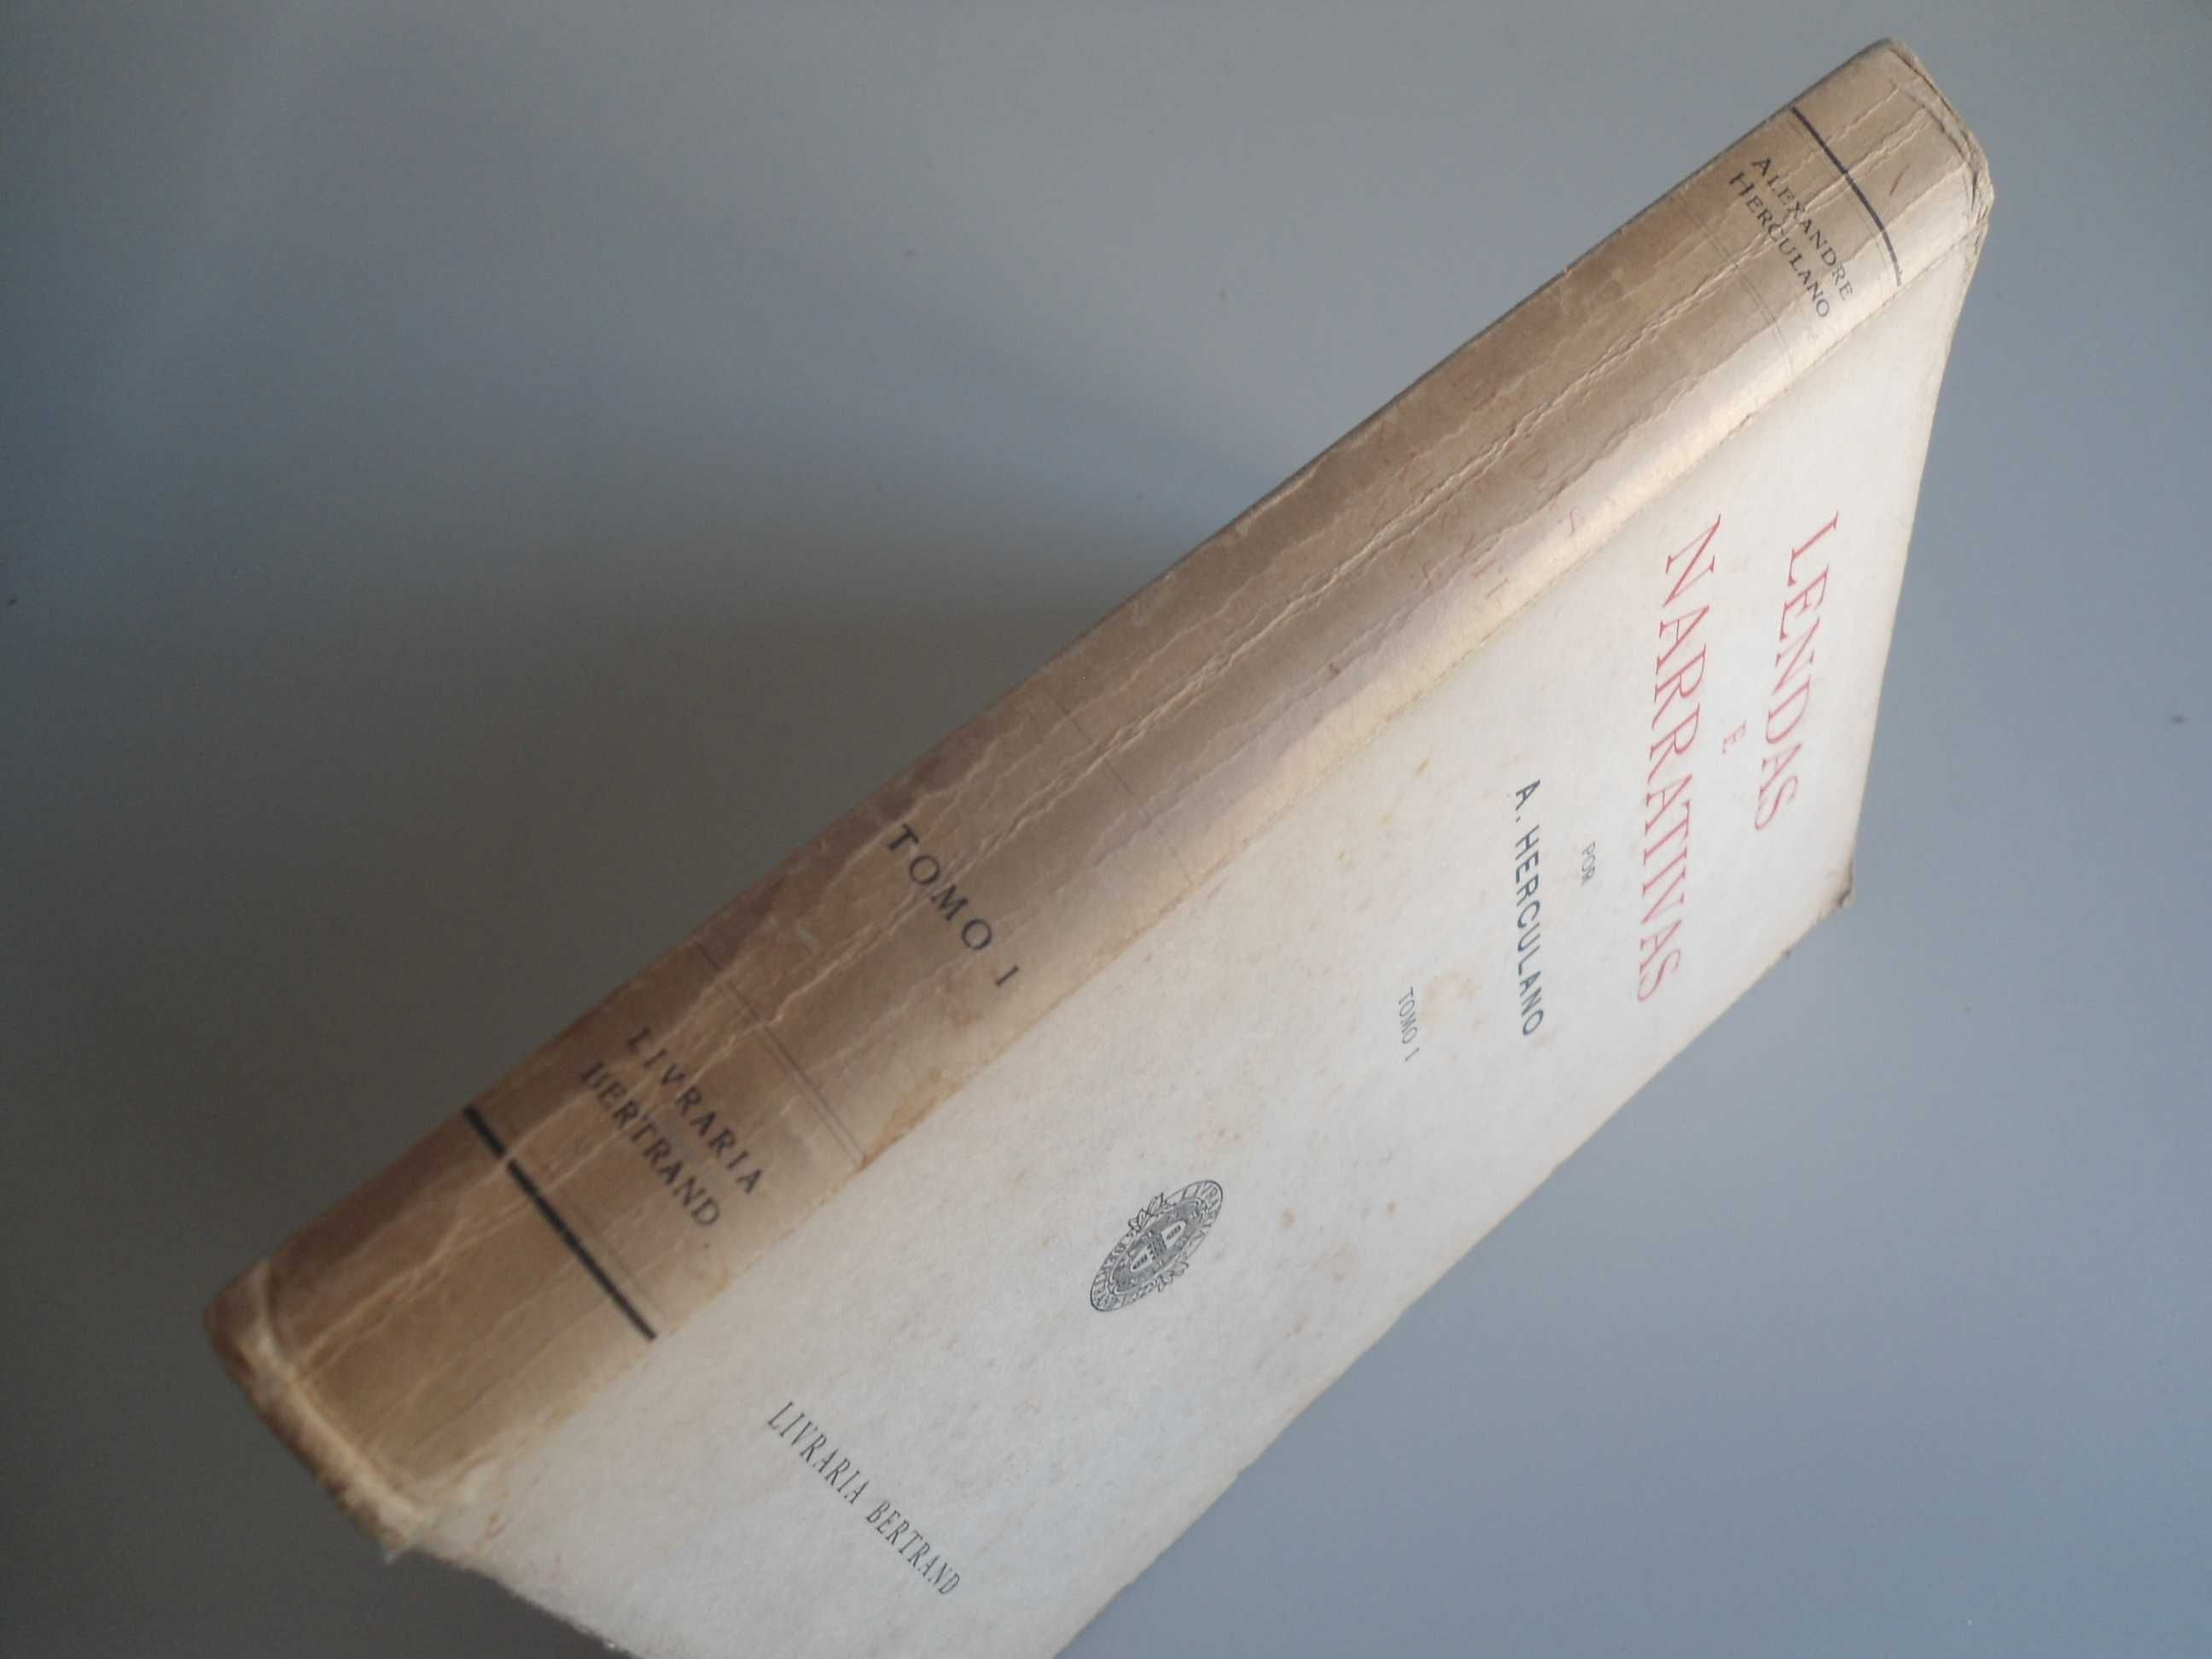 ALEXANDRE
HERCULANO
TOMO I
LIVRARIA
BERTRAND
LENDAS
E
NARRATIVAS
POR
A. HERCULANO
TOMO I
LIVRARIA BERTRAND